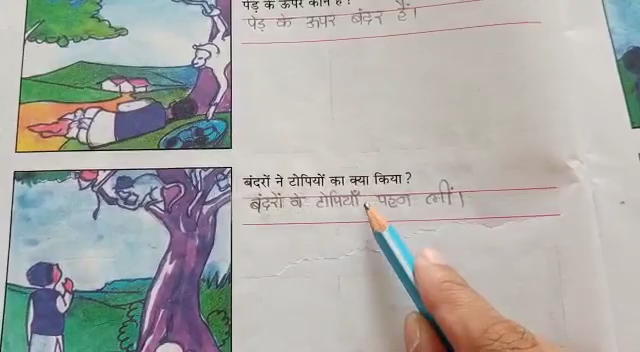 पेड़ के ऊपर कौन है ?
पेड़ के ऊपर बंदर है।
बंदरों ने टोपियों का क्या किया ?
बंदरों ने टोपियाँ पहन लीं।